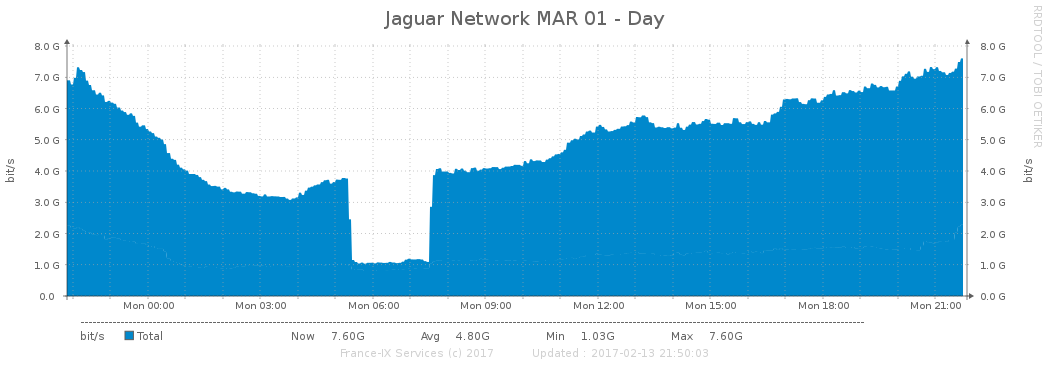 Jaguar Network MAR 01 - Day
RRDTOOL / TOBI OETIKER
8.0 G 8.0 G
7.0 G 7.0 G
6.0 G 6.0 G
5.0 G 5.0 G
4.0 G 4.0 G
3.0 G 3.0 G
2.0 G 2.0 G
1.0 G 1.0 G
0.0 0.0 G
bit/s
bit/s
Mon 00:00 Mon 03:00 Mon 06:00 Mon 09:00 Mon 12:00 Mon 15:00 Mon 18:00 Mon 21:00
bit/s Total Now 7.60G Avg 4.80G Min 1.03G Max 7.60G
France-IX Services (c) 2017 Updated : 2017-02-13 21:50:03